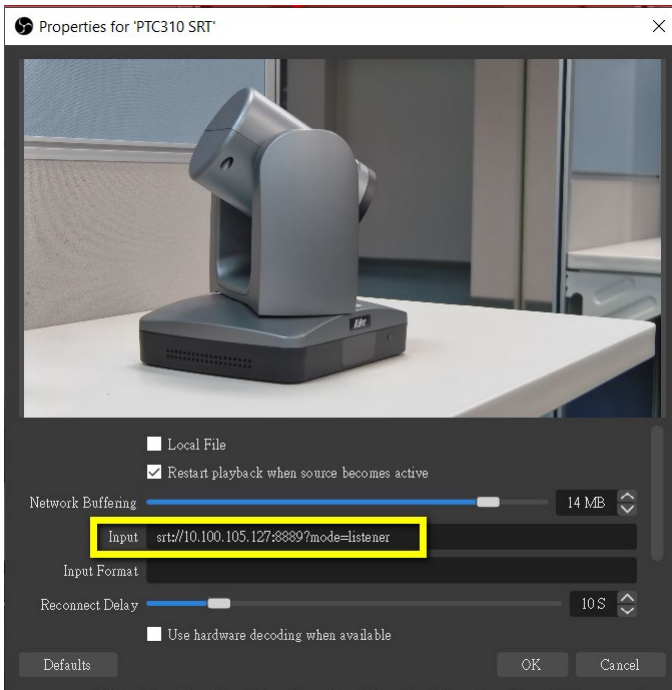 Properties for 'PTC310 SRT'
Local File
Restart playback when source becomes active
Network Buffering 14 MB
Input srt://10.100.105.127:8889?mode=listener
Input Format
Reconnect Delay 10 S
Use hardware decoding when available
Defaults OK Cancel